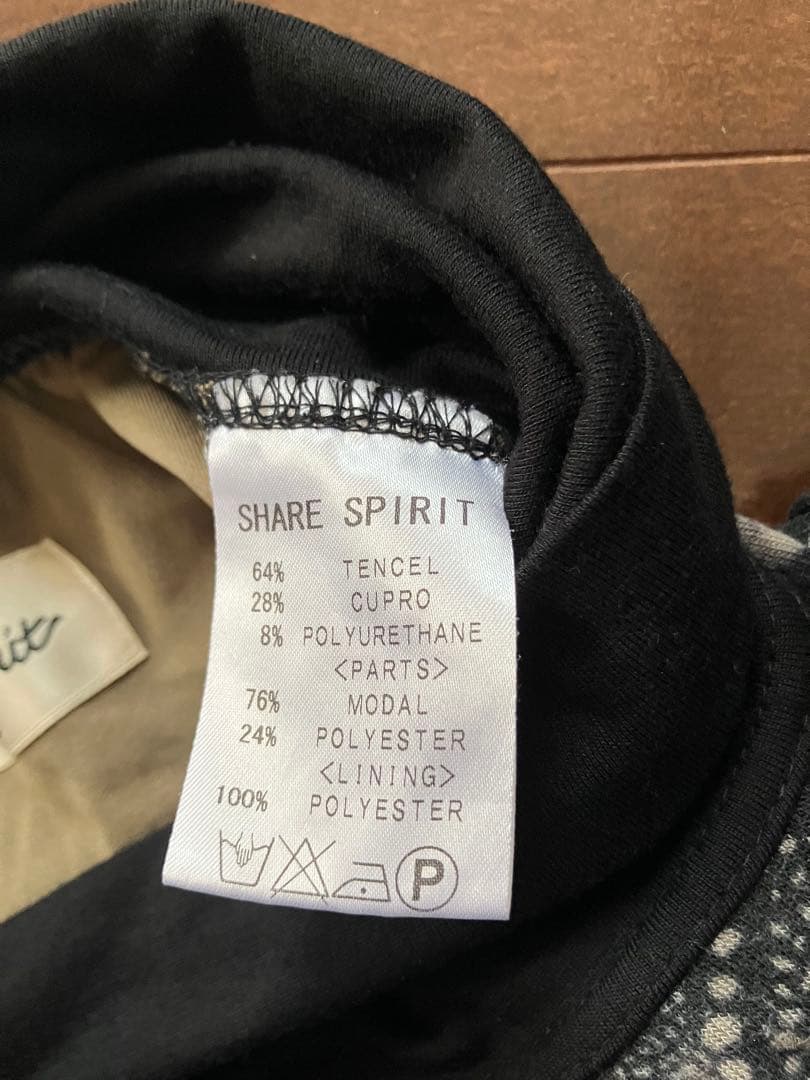 SHARE SPIRIT
64% TENCEL
28% CUPRO
8% POLYURETHANE
<PARTS>
76% MODAL
24% POLYESTER
<LINING>
100% POLYESTER
P